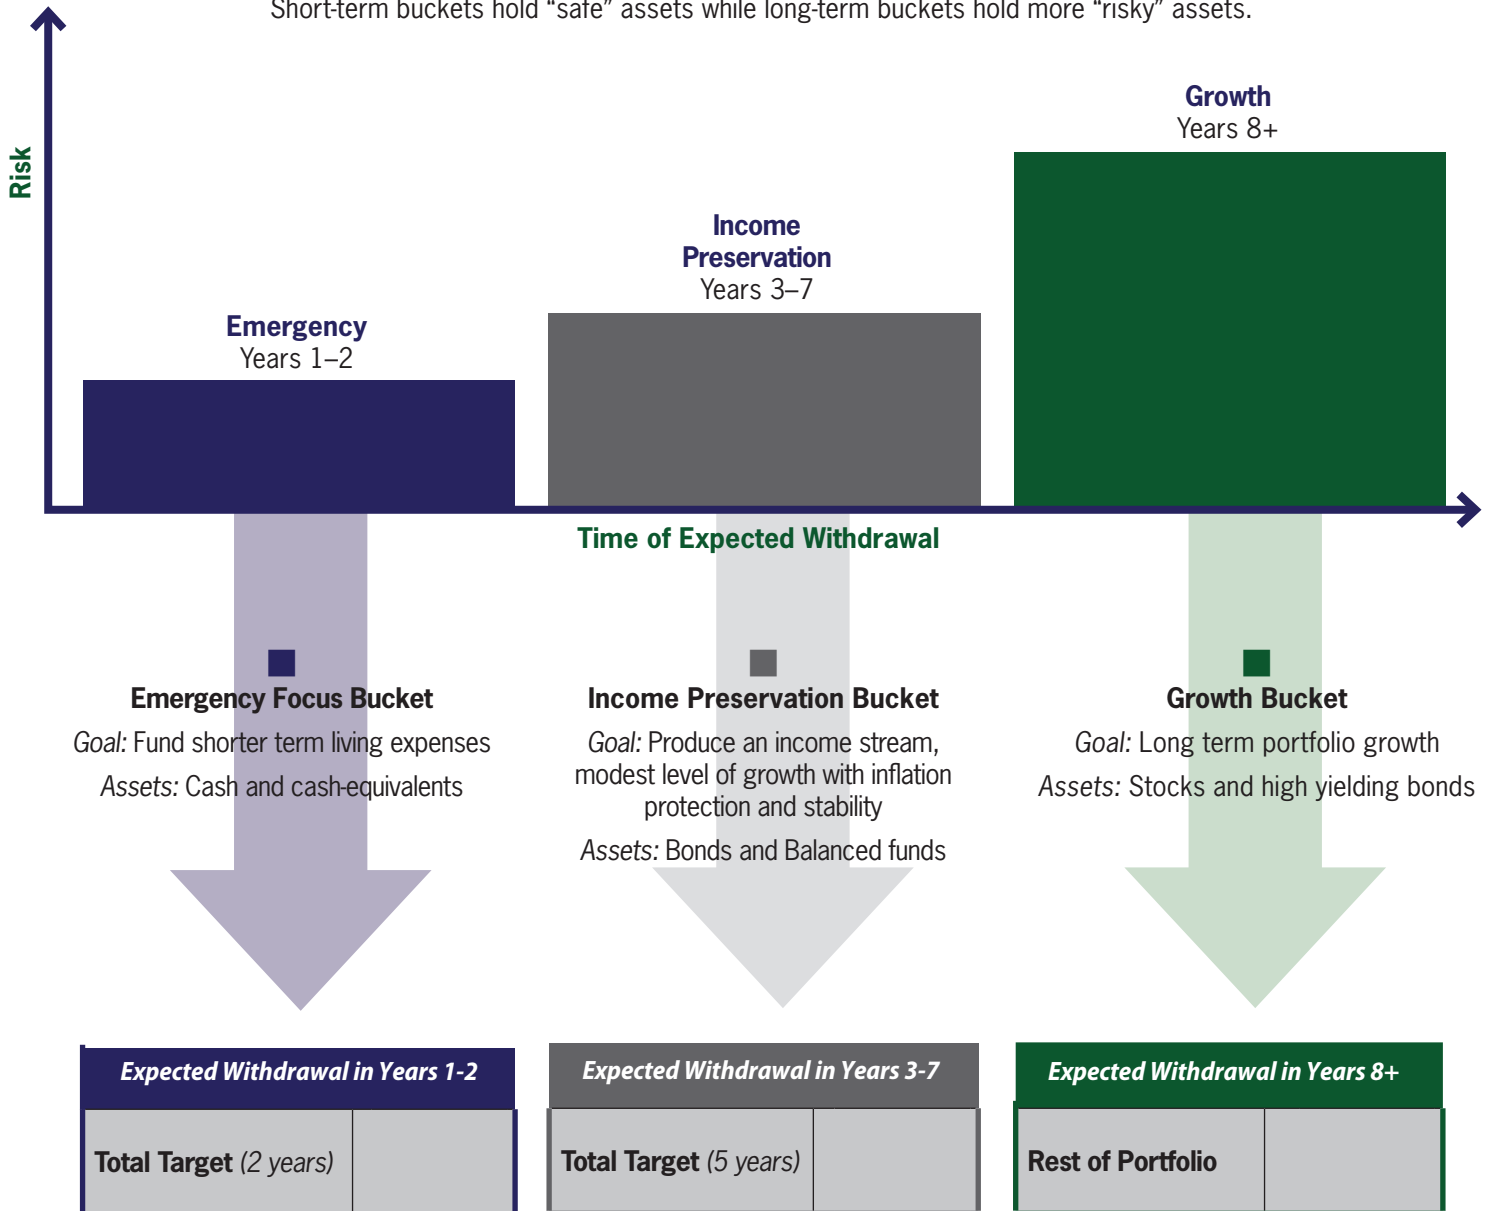 Short-term buckets hold “safe” assets while long-term buckets hold more “risky” assets.
Risk
Growth
Years 8+
Income
Preservation
Years 3–7
Emergency
Years 1–2
Time of Expected Withdrawal
Emergency Focus Bucket
Goal: Fund shorter term living expenses
Assets: Cash and cash-equivalents
Income Preservation Bucket
Goal: Produce an income stream,
modest level of growth with inflation
protection and stability
Assets: Bonds and Balanced funds
Growth Bucket
Goal: Long term portfolio growth
Assets: Stocks and high yielding bonds
Expected Withdrawal in Years 1-2
Total Target (2 years)
Expected Withdrawal in Years 3-7
Total Target (5 years)
Expected Withdrawal in Years 8+
Rest of Portfolio